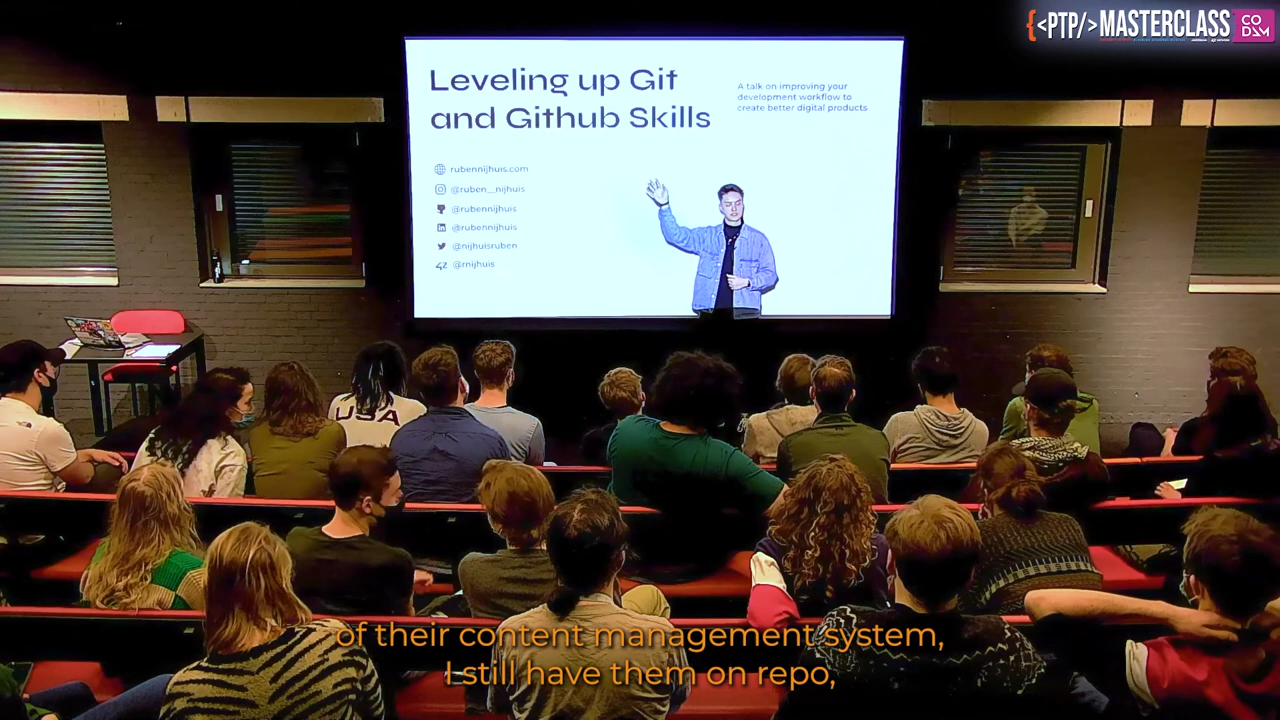 {<PTP/>MASTERCLASS
CO
D
Leveling up Git
and Github Skills
A talk on improving your
development workflow to
create better digital products
rubennijhuis.com
@ruben__nijhuis
@rubennijhuis
@rubennijhuis
@nijhuisruben
42 @rnijhuis
USA
of their content management system,
I still have them on repo,